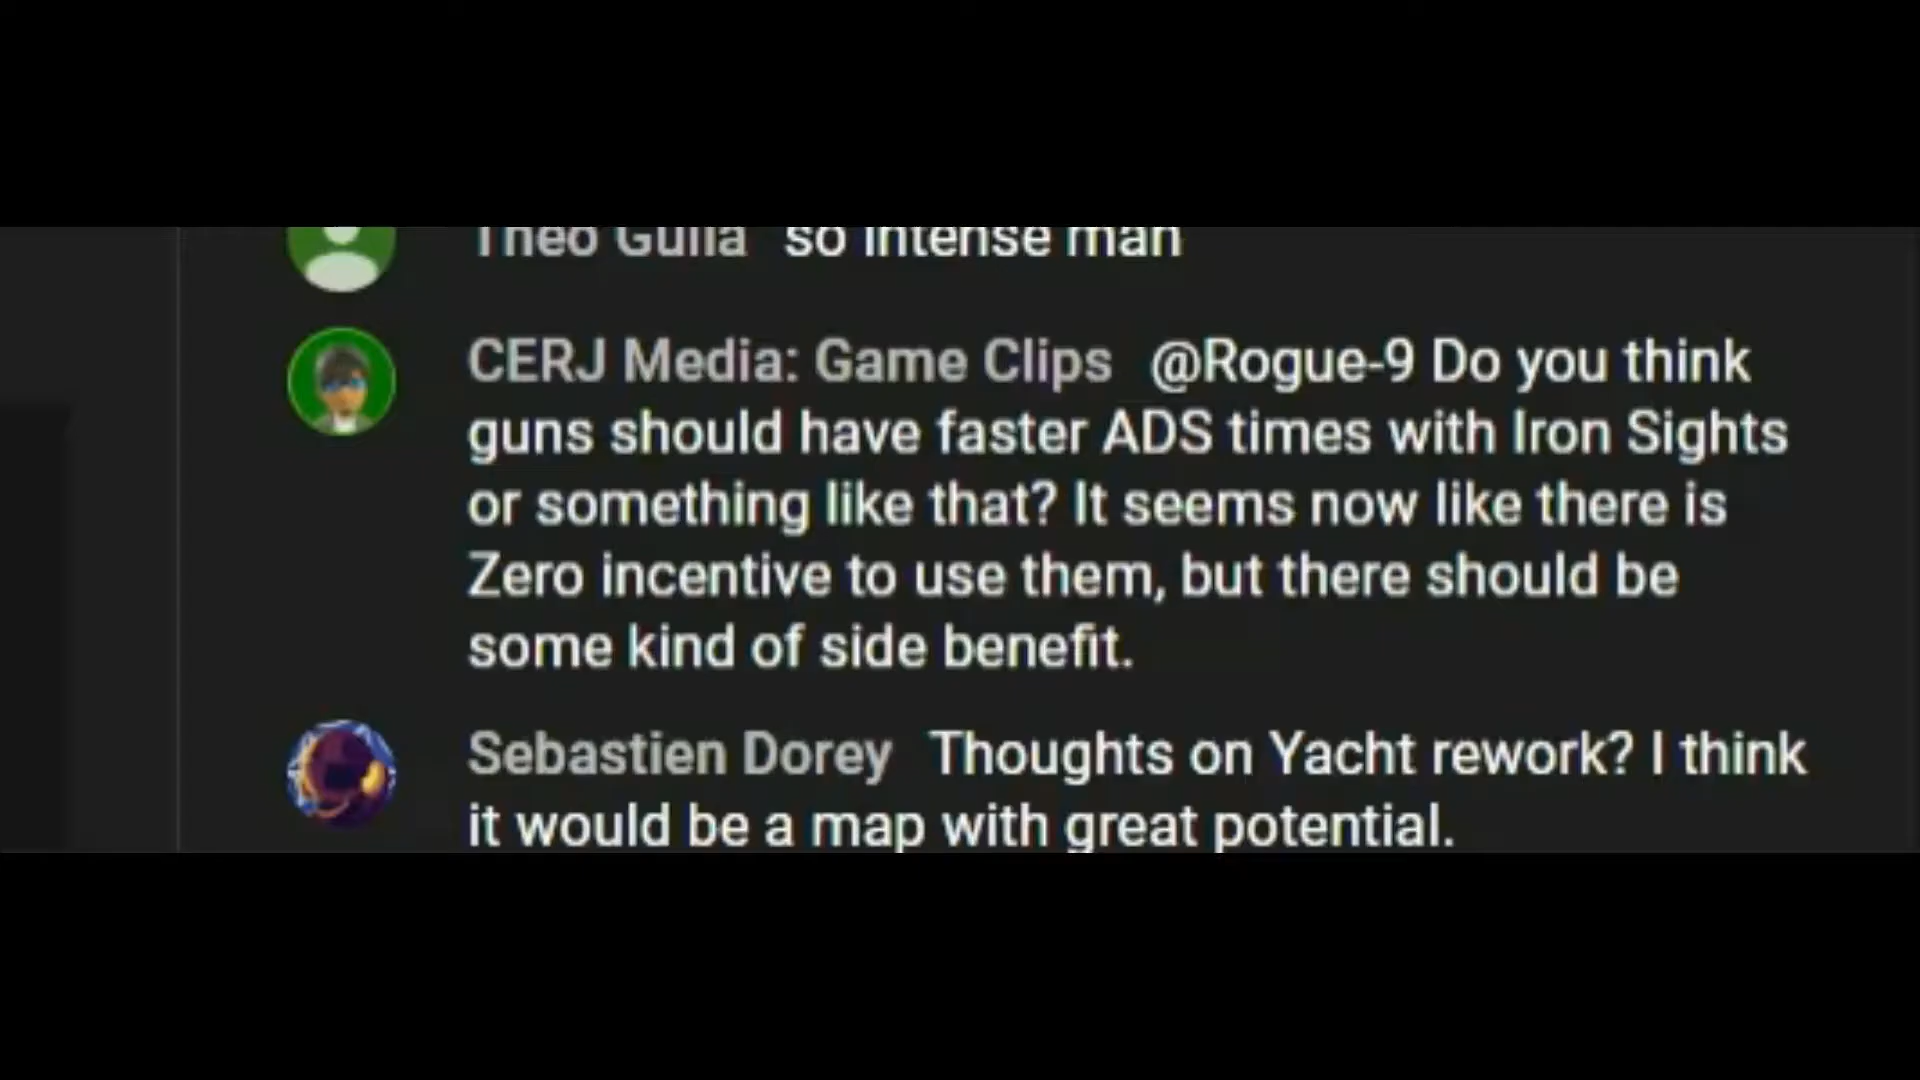 Theo Gulla so intense man
CERJ Media: Game Clips @Rogue-9 Do you think
guns should have faster ADS times with Iron Sights
or something like that? It seems now like there is
Zero incentive to use them, but there should be
some kind of side benefit.
Sebastien Dorey Thoughts on Yacht rework? I think
it would be a map with great potential.